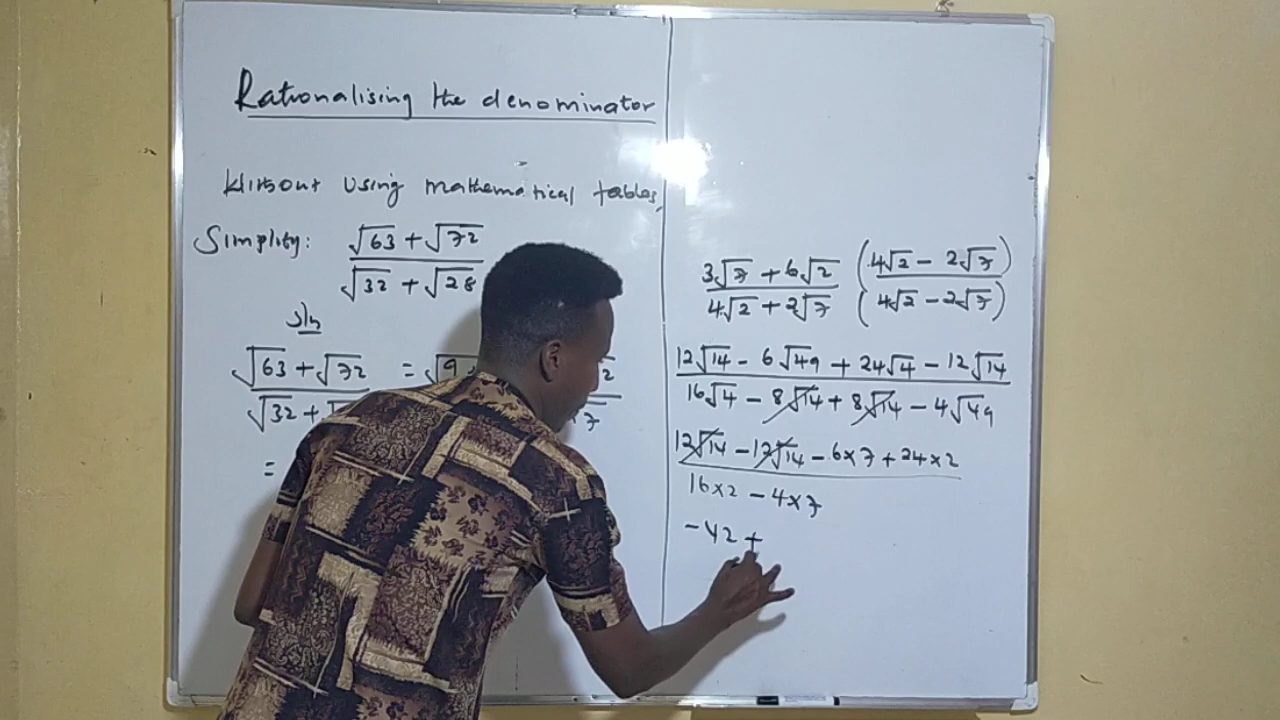 Rationalising the denominator
Without using mathematical tables,
Simplify: √63 + √72
√32 + √28
Soln
√63 + √72 = √9
√32 +
=
3√7 + 6√2 (4√2 - 2√7)
4√2 + 2√7 (4√2 - 2√7)
12√14 - 6√49 + 24√4 - 12√14
16√4 - 8√14 + 8√14 - 4√49
12√14 - 12√14 - 6×7 + 24×2
16×2 - 4×7
-42 +